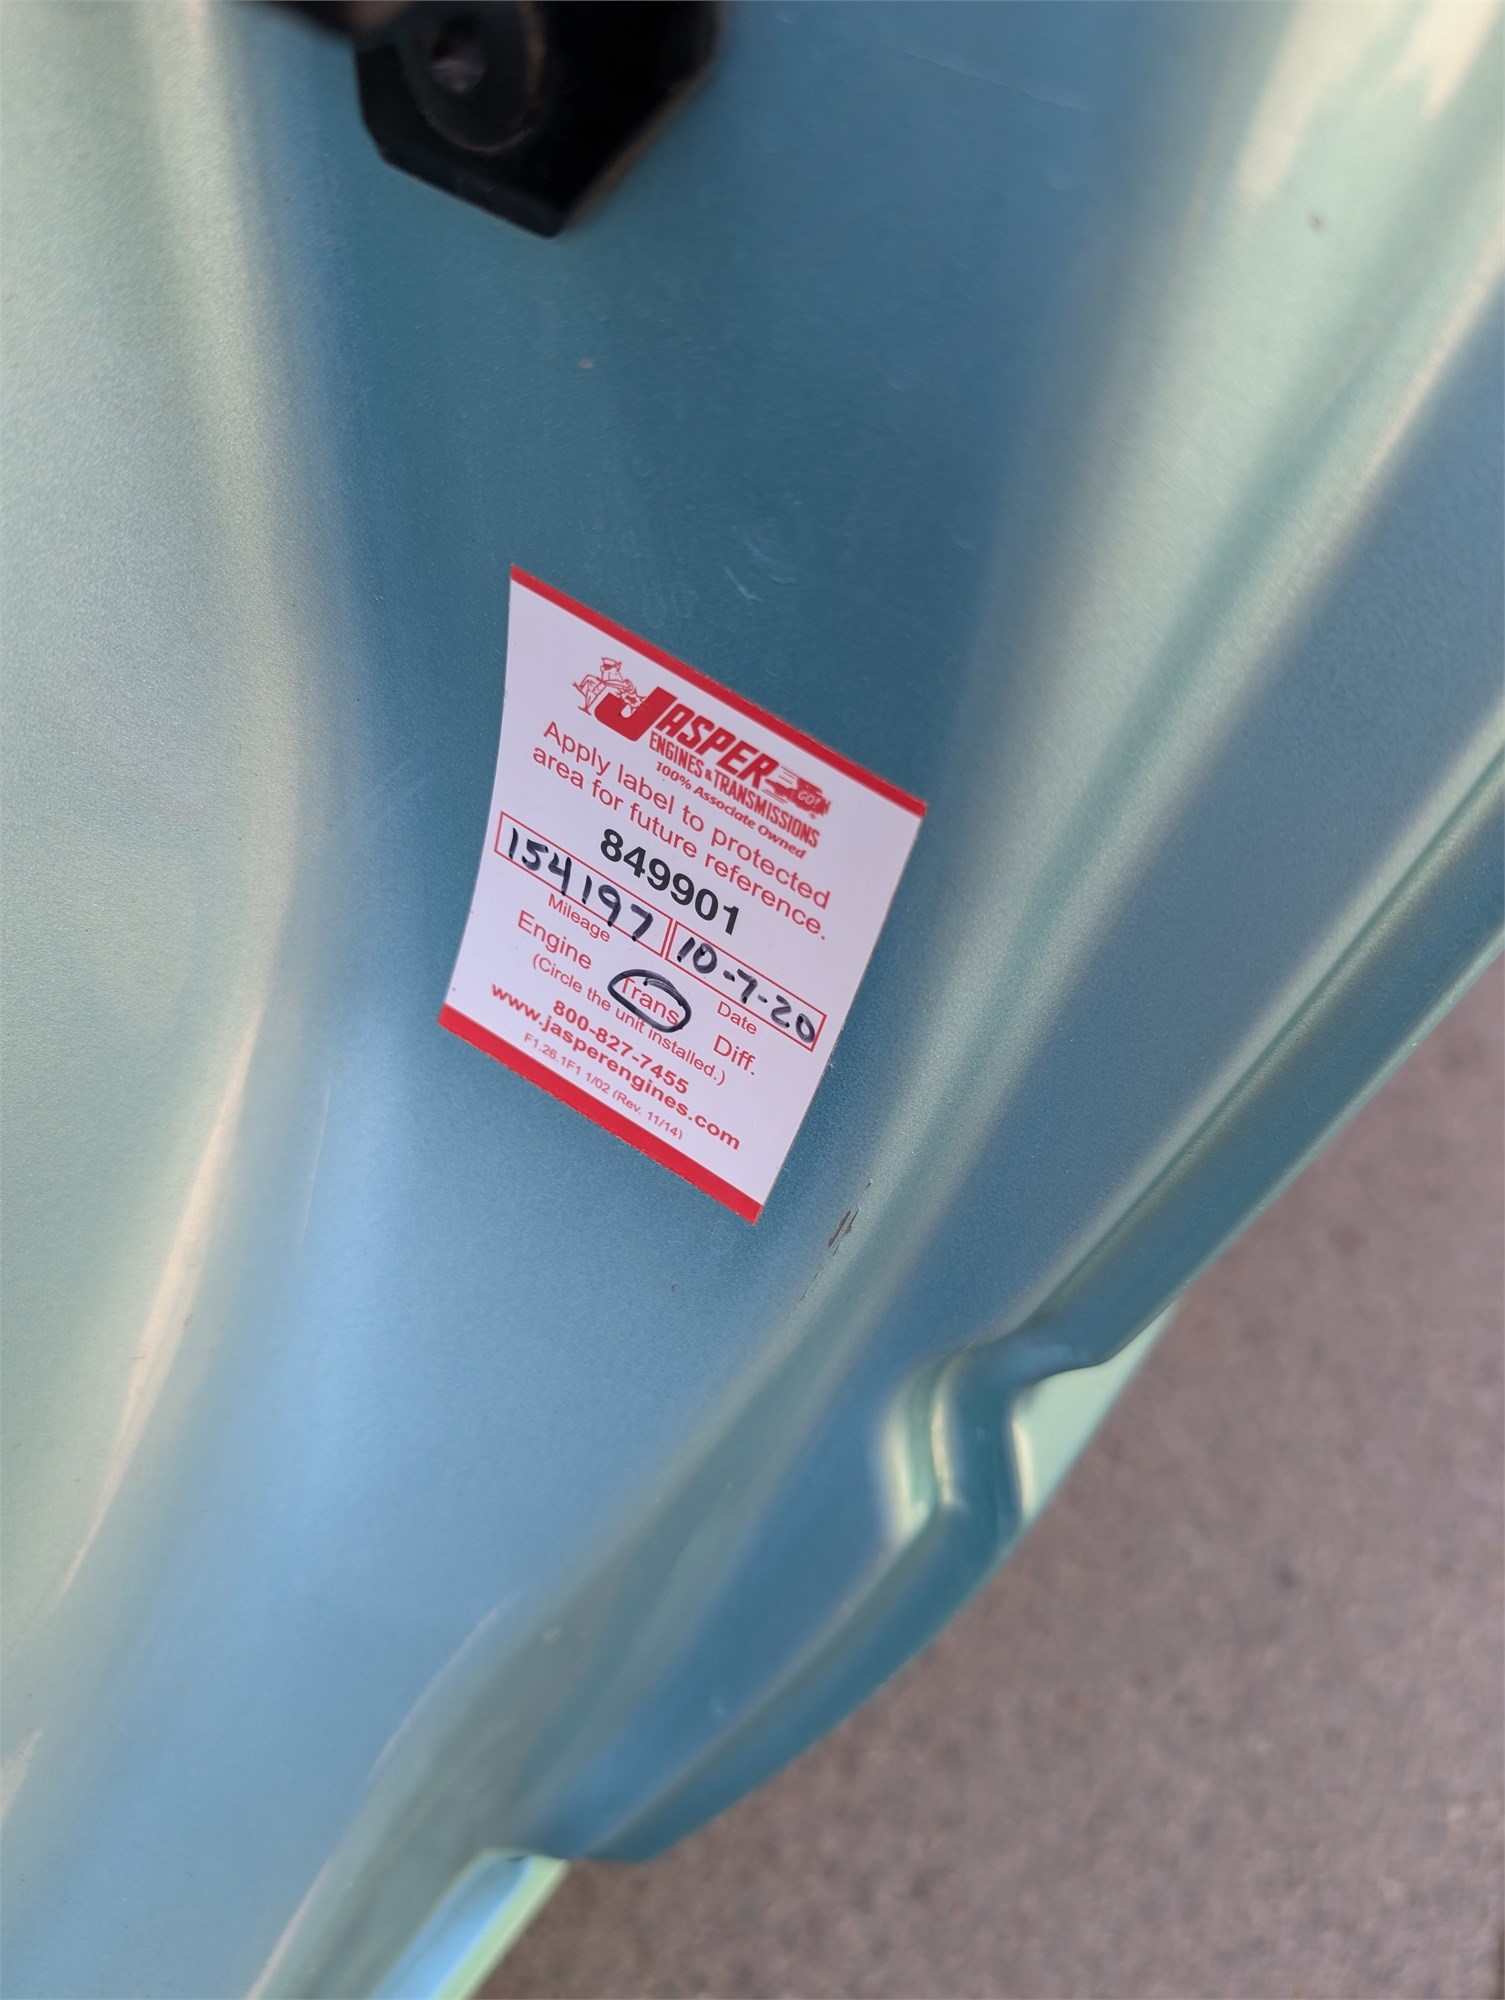 JASPER
ENGINES & TRANSMISSIONS
100% Associate Owned
Apply label to protected
area for future reference.
849901
154197 10-7-20
Mileage Date
Engine Trans Diff.
(Circle the unit installed.)
800-827-7455
www.jasperengines.com
F1.26.1F1 1/02 (Rev. 11/14)